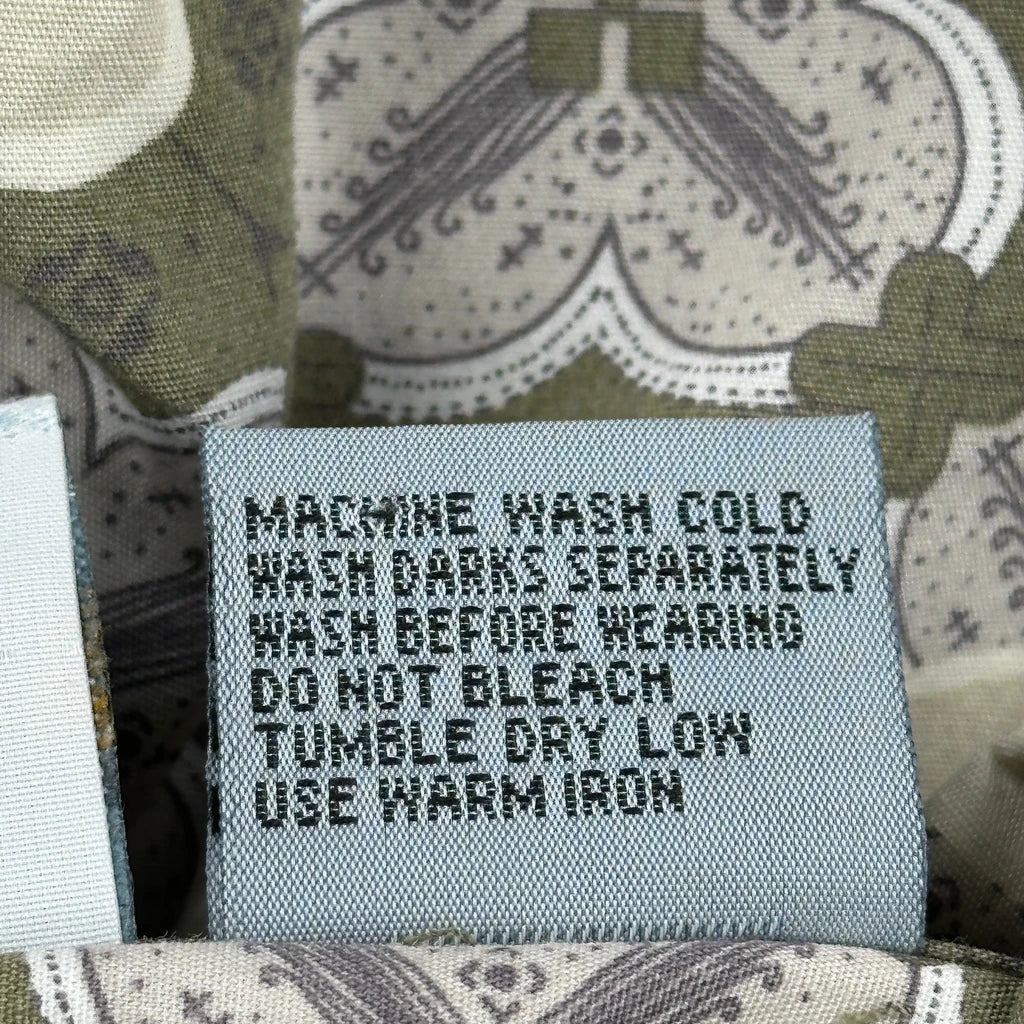 MACHINE WASH COLD
WASH DARKS SEPARATELY
WASH BEFORE WEARING
DO NOT BLEACH
TUMBLE DRY LOW
USE WARM IRON